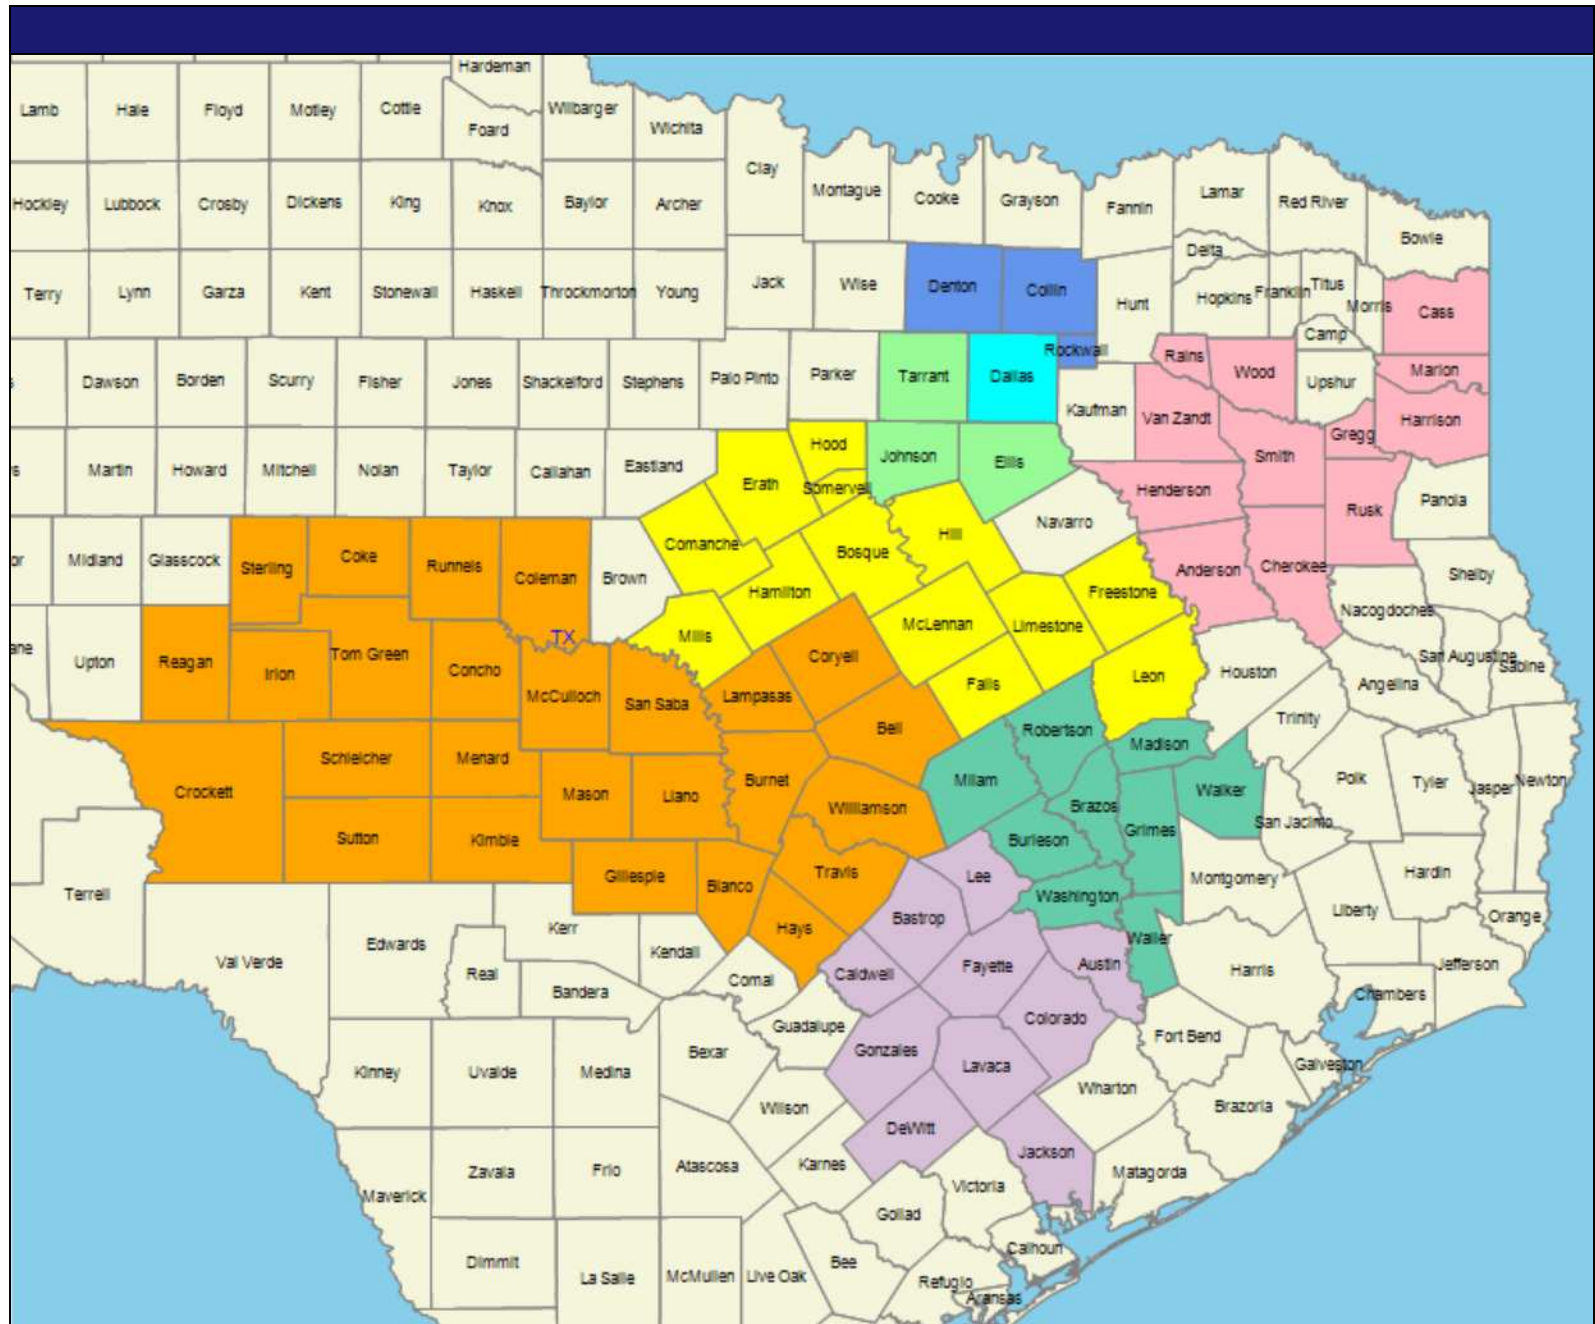 Hardeman
Lamb
Hale
Floyd
Motley
Cottle
Foard
Wilbarger
Wichita
Clay
Montague
Cooke
Grayson
Fannin
Lamar
Red River
Bowie
Hockley
Lubbock
Crosby
Dickens
King
Knox
Baylor
Archer
Delta
Terry
Lynn
Garza
Kent
Stonewall
Haskell
Throckmorton
Young
Jack
Wise
Denton
Collin
Hunt
Hopkins
Franklin
Titus
Morris
Cass
Camp
s
Dawson
Borden
Scurry
Fisher
Jones
Shackelford
Stephens
Palo Pinto
Parker
Tarrant
Dallas
Rockwall
Kaufman
Rains
Wood
Upshur
Marion
Van Zandt
Gregg
Harrison
s
Martin
Howard
Mitchell
Nolan
Taylor
Callahan
Eastland
Erath
Hood
Somervell
Johnson
Ellis
Henderson
Smith
Rusk
Panola
Navarro
or
Midland
Glasscock
Sterling
Coke
Runnels
Coleman
Brown
Comanche
Hamilton
Bosque
Hill
Freestone
Anderson
Cherokee
Shelby
Nacogdoches
ane
Upton
Reagan
Irion
Tom Green
Concho
TX
McCulloch
San Saba
Mills
Lampasas
Coryell
McLennan
Limestone
Falls
Leon
Houston
Angelina
San Augustine
Sabine
Trinity
Crockett
Schleicher
Menard
Mason
Llano
Burnet
Bell
Williamson
Milam
Robertson
Madison
Brazos
Grimes
Walker
San Jacinto
Polk
Tyler
Jasper
Newton
Sutton
Kimble
Gillespie
Blanco
Travis
Hays
Lee
Burleson
Washington
Montgomery
Hardin
Liberty
Orange
Terrell
Val Verde
Edwards
Real
Kerr
Bandera
Kendall
Comal
Caldwell
Bastrop
Fayette
Austin
Waller
Harris
Jefferson
Chambers
Kinney
Uvalde
Medina
Bexar
Guadalupe
Gonzales
Lavaca
Colorado
Fort Bend
Galveston
Wharton
Brazoria
Wilson
Maverick
Zavala
Frio
Atascosa
Karnes
DeWitt
Jackson
Matagorda
Victoria
Goliad
Calhoun
Dimmit
La Salle
McMullen
Live Oak
Bee
Refugio
Aransas